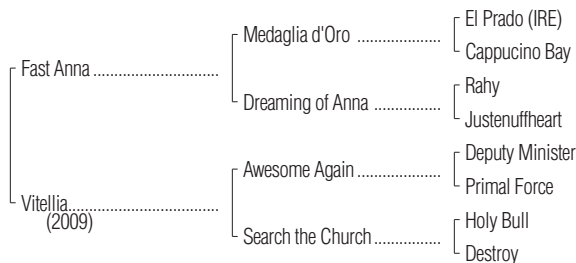 El Prado (IRE)
Medaglia d'Oro ....................
Cappucino Bay
Fast Anna ..............................
Rahy
Dreaming of Anna ................
Justenuffheart
Deputy Minister
Awesome Again ....................
Primal Force
Vitellia....................................
(2009)
Holy Bull
Search the Church................
Destroy